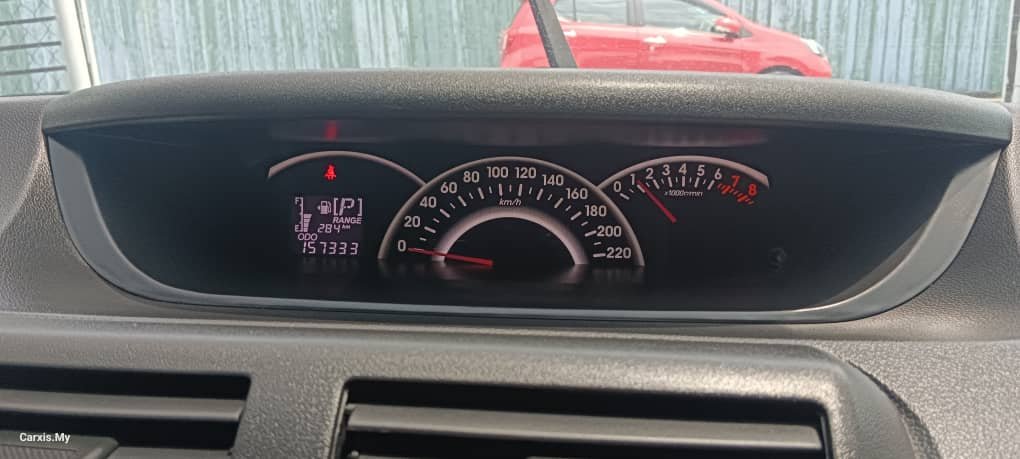 F [P]
RANGE
E 284 km
ODO
157333
0 20 40 60 80 100 120 140 160 180 200 220
km/h
0 1 2 3 4 5 6 7 8
x1000r/min
Carxis.My